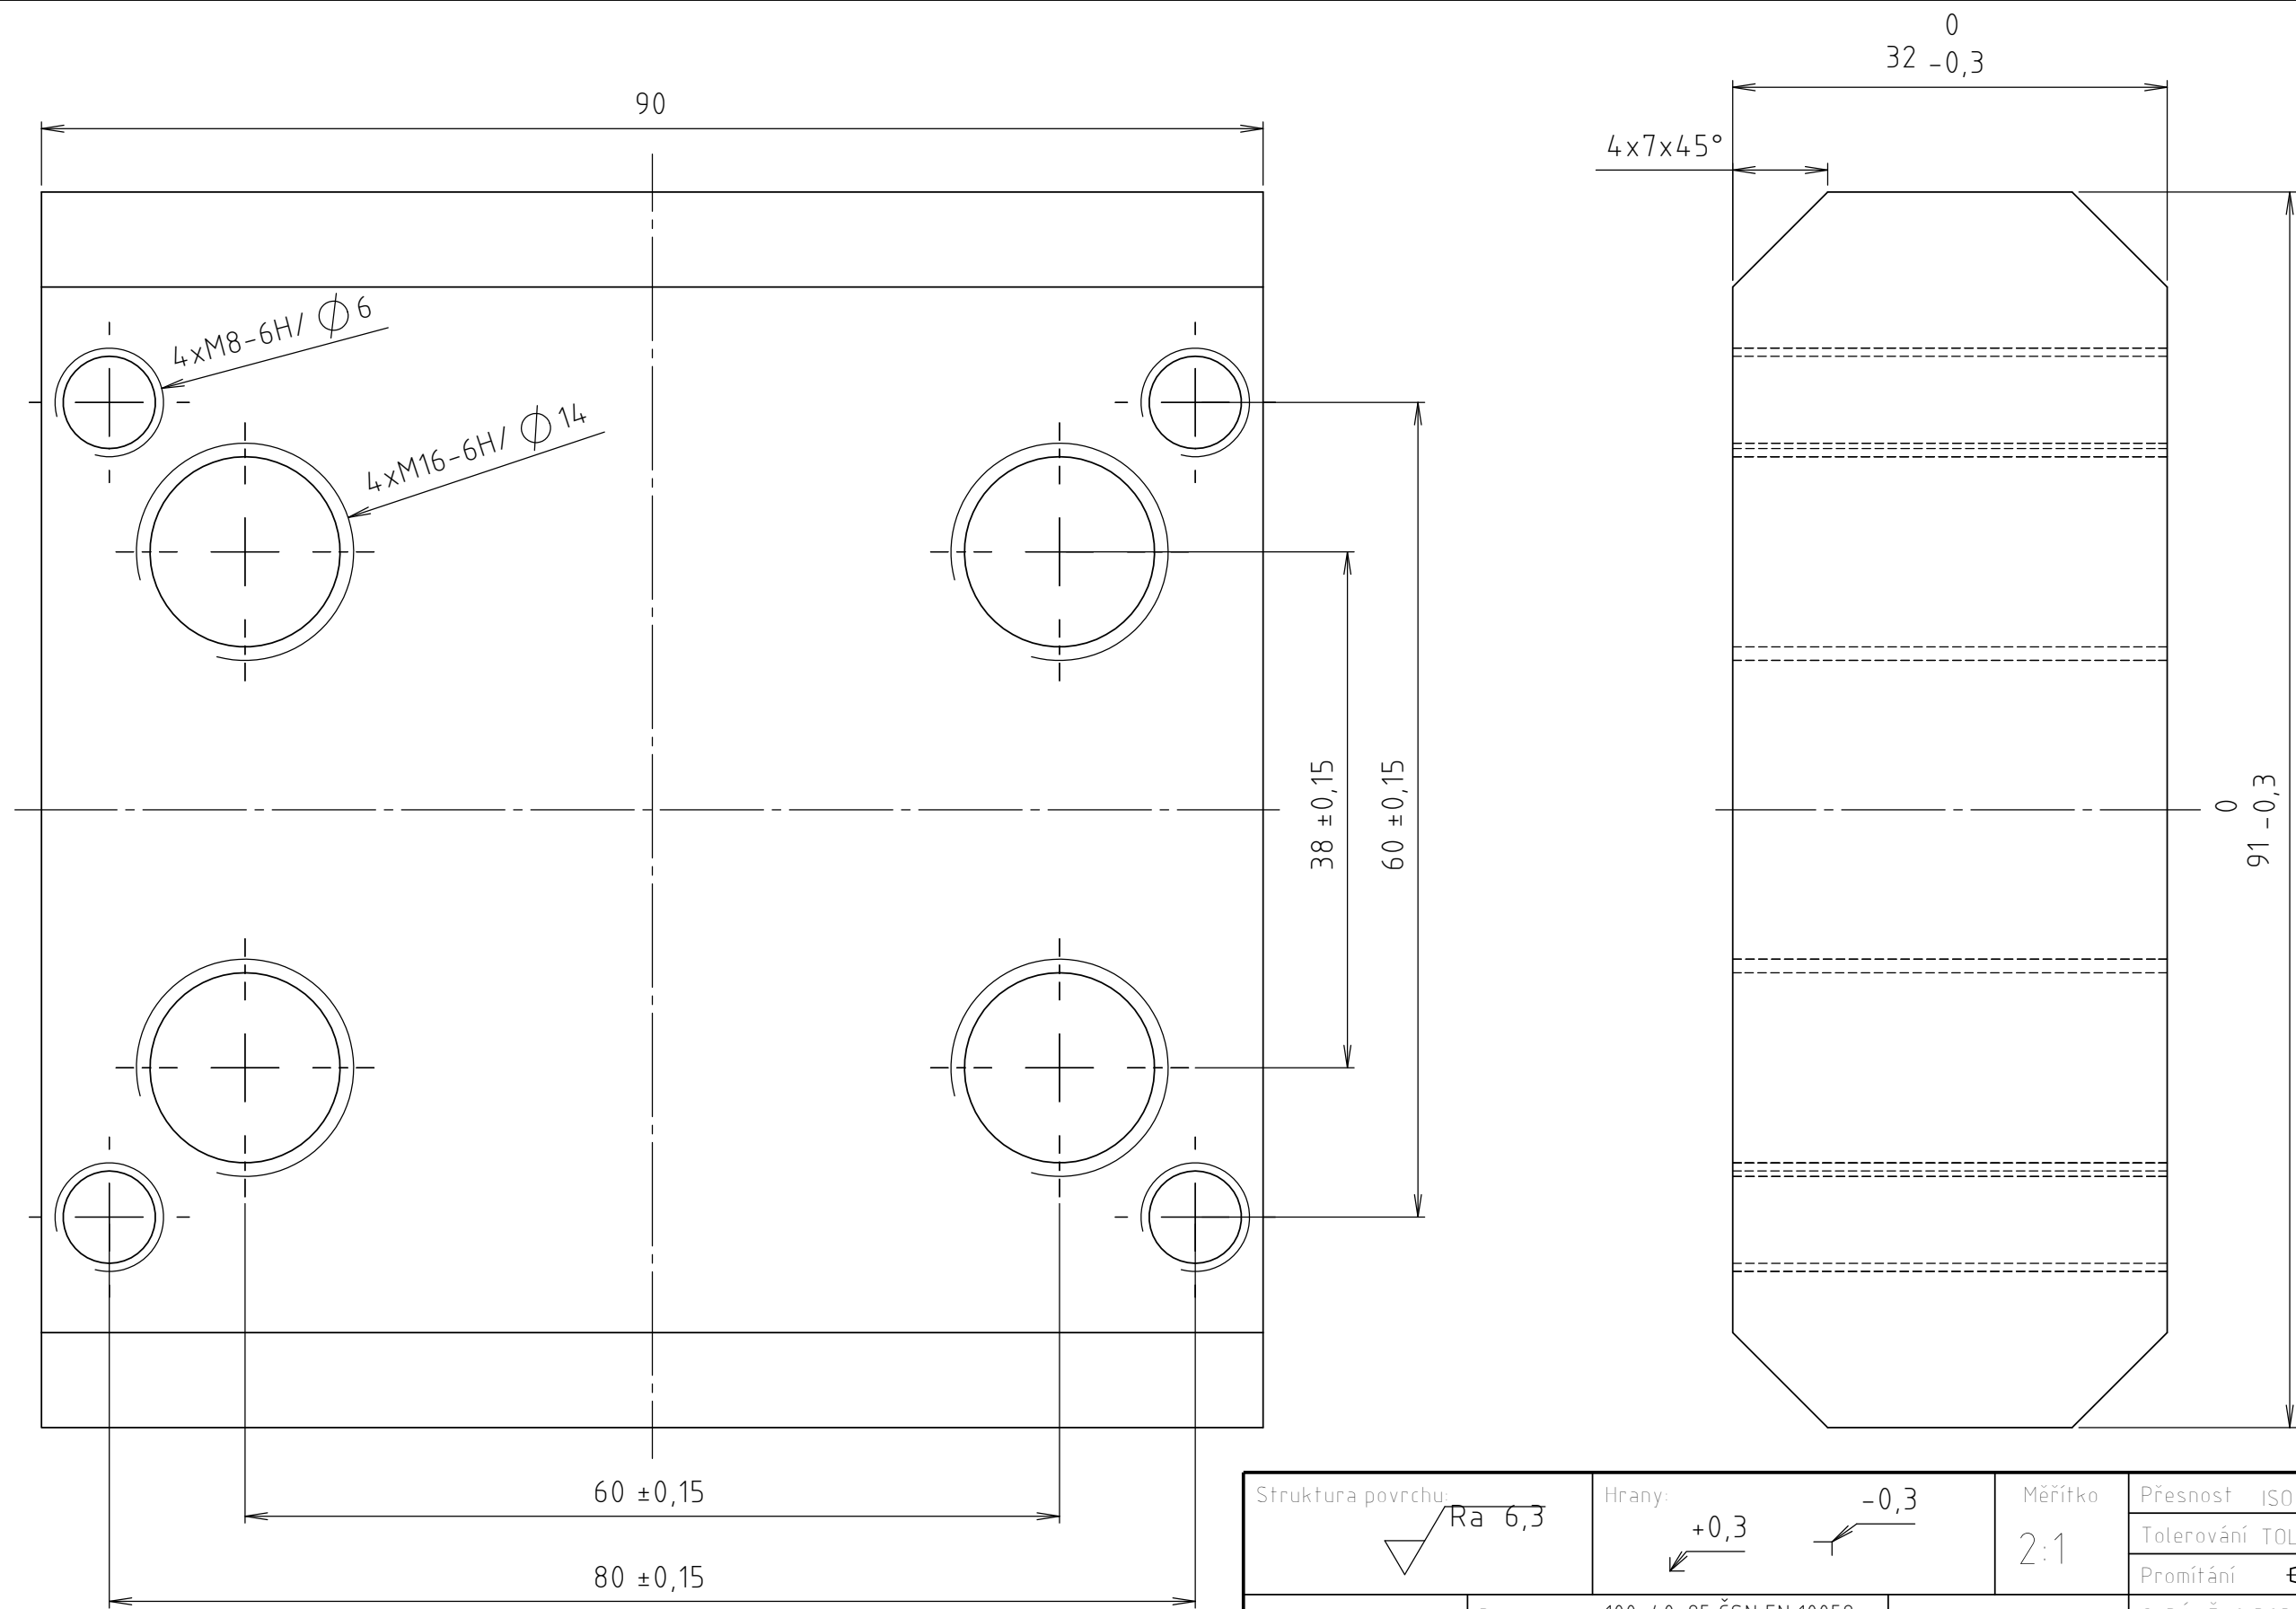 0
32 -0,3
90
4x7x45°
4xM8-6H/ Ø 6
4xM16-6H/ Ø 14
38 ±0,15
60 ±0,15
0
91 -0,3
60 ±0,15
80 ±0,15
Struktura povrchu:
Ra 6,3
Hrany:
+0,3
-0,3
Měřítko
2:1
Přesnost ISO
Tolerování TOL
Promítání